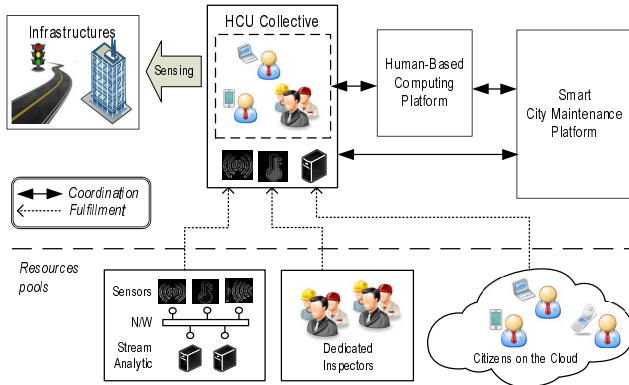 Infrastructures
Sensing
HCU Collective
Human-Based
Computing
Platform
Smart
City Maintenance
Platform
Coordination
Fulfillment
Resources
pools
Sensors
N/W
Stream
Analytic
Dedicated
Inspectors
Citizens on the Cloud